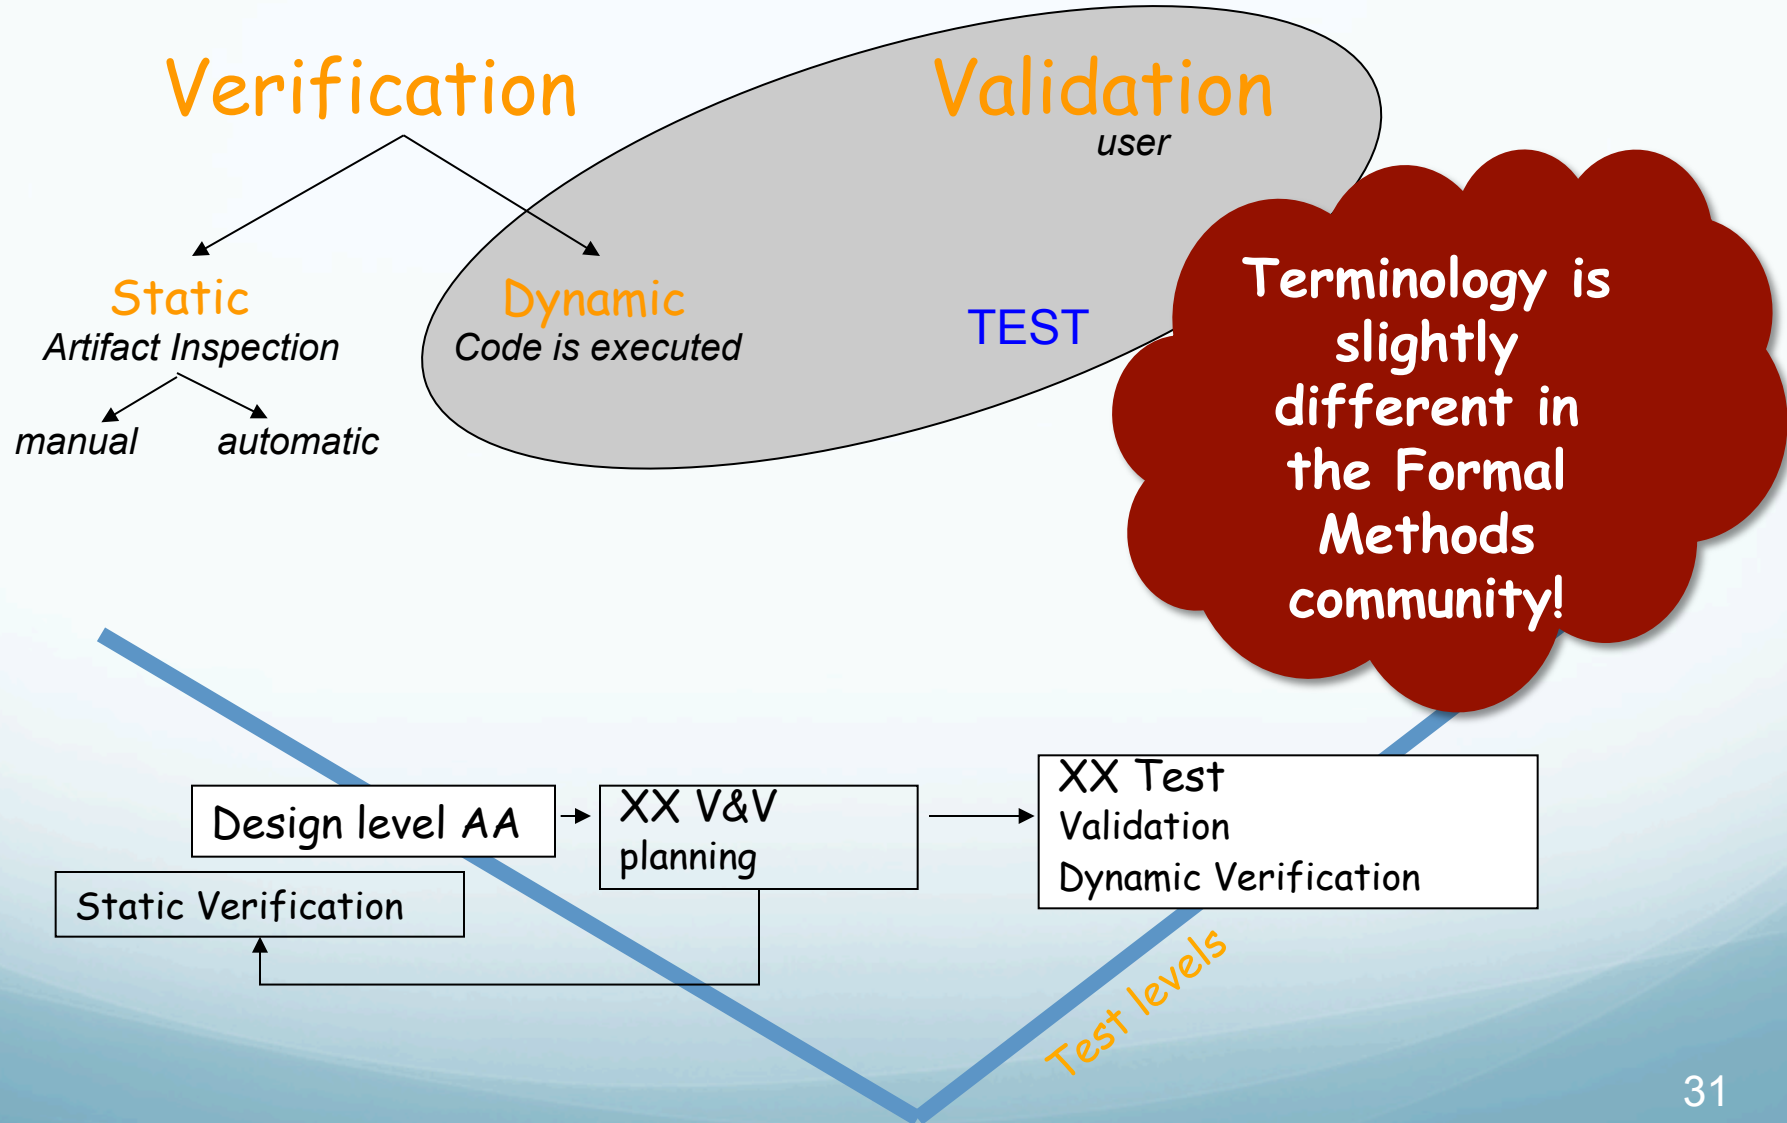 Verification
Validation
user
Static
Artifact Inspection
manual
automatic
Dynamic
Code is executed
TEST
Terminology is
slightly
different in
the Formal
Methods
community!
Design level AA
XX V&V
planning
XX Test
Validation
Dynamic Verification
Static Verification
Test levels
31